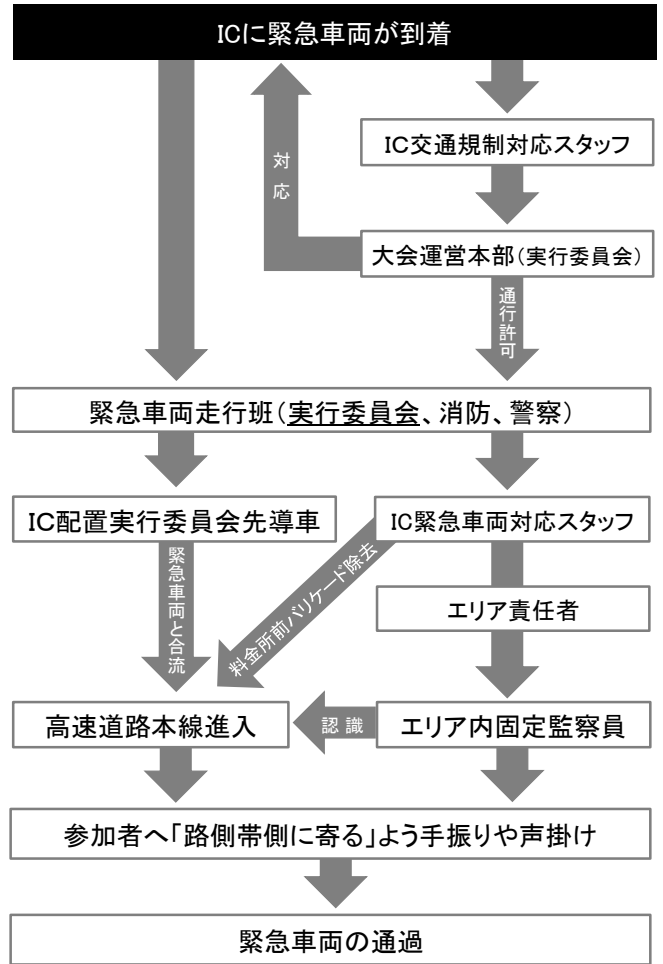 ICに緊急車両が到着
IC交通規制対応スタッフ
対応
大会運営本部(実行委員会)
通行許可
緊急車両走行班(実行委員会、消防、警察)
IC配置実行委員会先導車
IC緊急車両対応スタッフ
緊急車両と合流
料金所前バリケード除去
エリア責任者
高速道路本線進入
認識
エリア内固定監察員
参加者へ「路側帯側に寄る」よう手振りや声掛け
緊急車両の通過